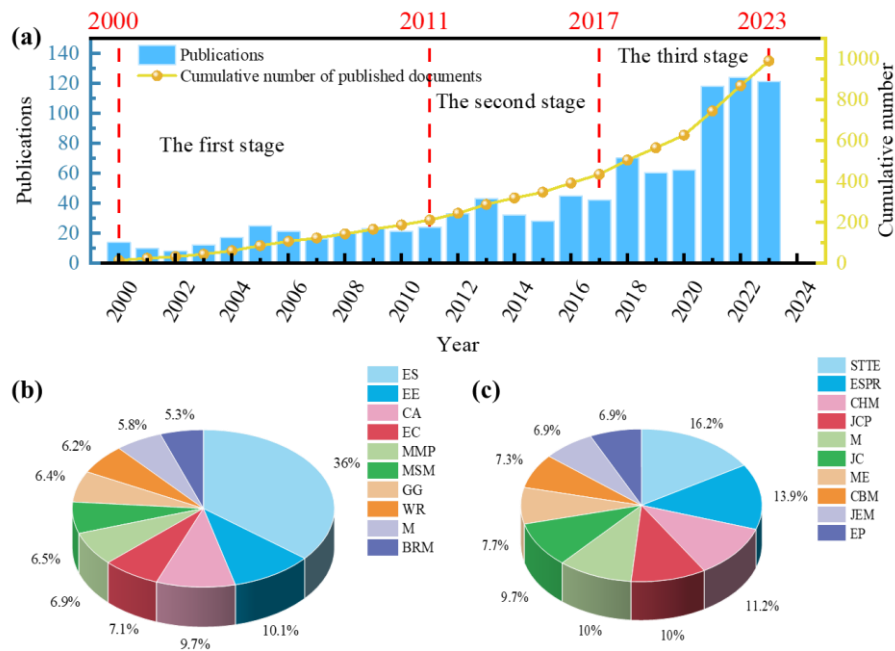 2000 2011 2017 2023
(a)
Publications
Cumulative number of published documents
The first stage
The second stage
The third stage
140
120
100
80
60
40
20
0
Publications
1000
800
600
400
200
0
Cumulative number
2000 2002 2004 2006 2008 2010 2012 2014 2016 2018 2020 2022 2024
Year
(b)
ES
EE
CA
EC
MMP
MSM
GG
WR
M
BRM
36%
10.1%
9.7%
7.1%
6.9%
6.5%
6.4%
6.2%
5.8%
5.3%
(c)
STTE
ESPR
CHM
JCP
M
JC
ME
CBM
JEM
EP
16.2%
13.9%
11.2%
10%
10%
9.7%
7.7%
7.3%
6.9%
6.9%